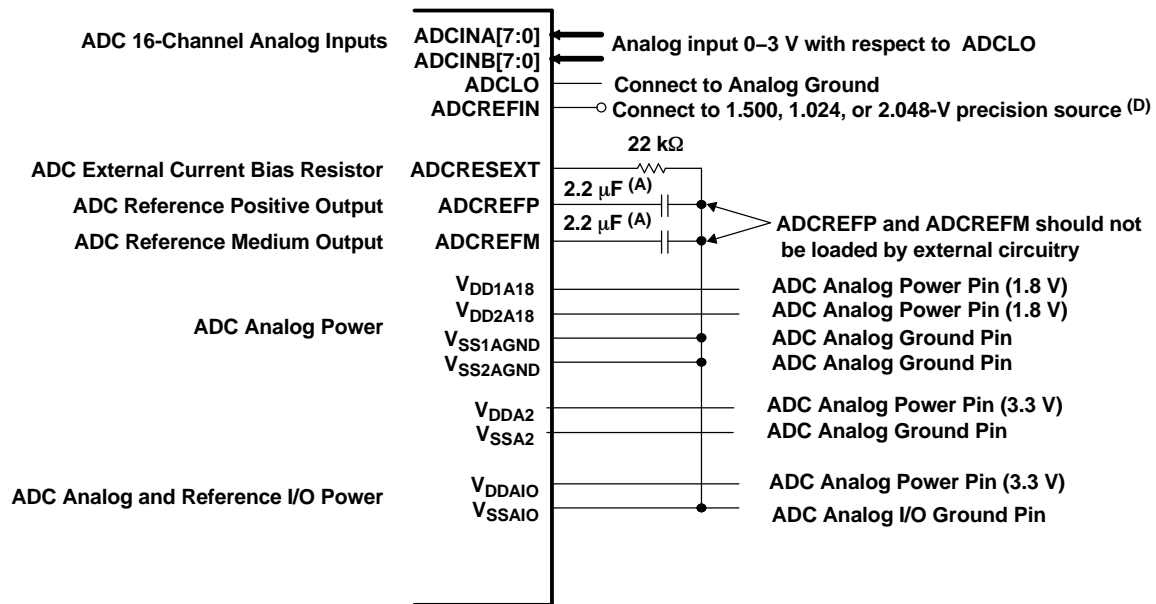 ADC 16-Channel Analog Inputs ADCINA[7:0] Analog input 0–3 V with respect to ADCLO
ADCINB[7:0]
ADCLO Connect to Analog Ground
ADCREFIN Connect to 1.500, 1.024, or 2.048-V precision source (D)
22 kΩ
ADC External Current Bias Resistor ADCRESEXT
2.2 μF (A)
ADC Reference Positive Output ADCREFP
2.2 μF (A)
ADC Reference Medium Output ADCREFM
ADCREFP and ADCREFM should not
be loaded by external circuitry
VDD1A18 ADC Analog Power Pin (1.8 V)
VDD2A18 ADC Analog Power Pin (1.8 V)
ADC Analog Power
VSS1AGND ADC Analog Ground Pin
VSS2AGND ADC Analog Ground Pin
VDDA2 ADC Analog Power Pin (3.3 V)
VSSA2 ADC Analog Ground Pin
ADC Analog and Reference I/O Power
VDDAIO ADC Analog Power Pin (3.3 V)
VSSAIO ADC Analog I/O Ground Pin